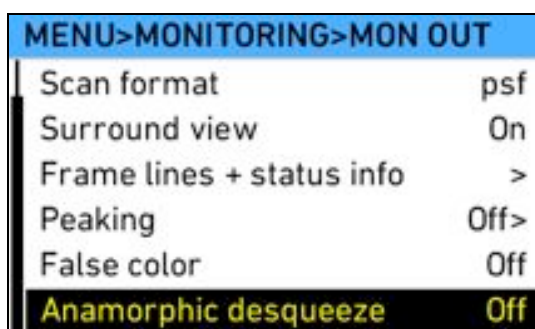 MENU>MONITORING>MON OUT
Scan format psf
Surround view On
Frame lines + status info >
Peaking Off>
False color Off
Anamorphic desqueeze Off